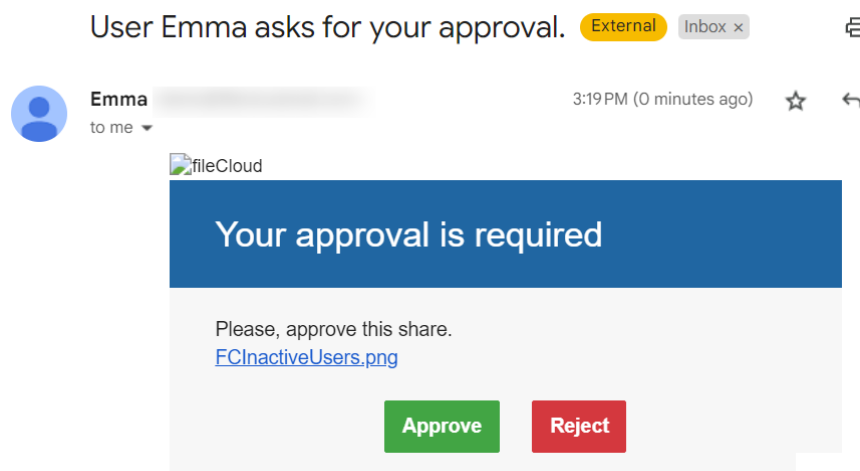 User Emma asks for your approval. External Inbox ×
Emma 3:19 PM (0 minutes ago)
to me
fileCloud
Your approval is required
Please, approve this share.
FCInactiveUsers.png
Approve Reject